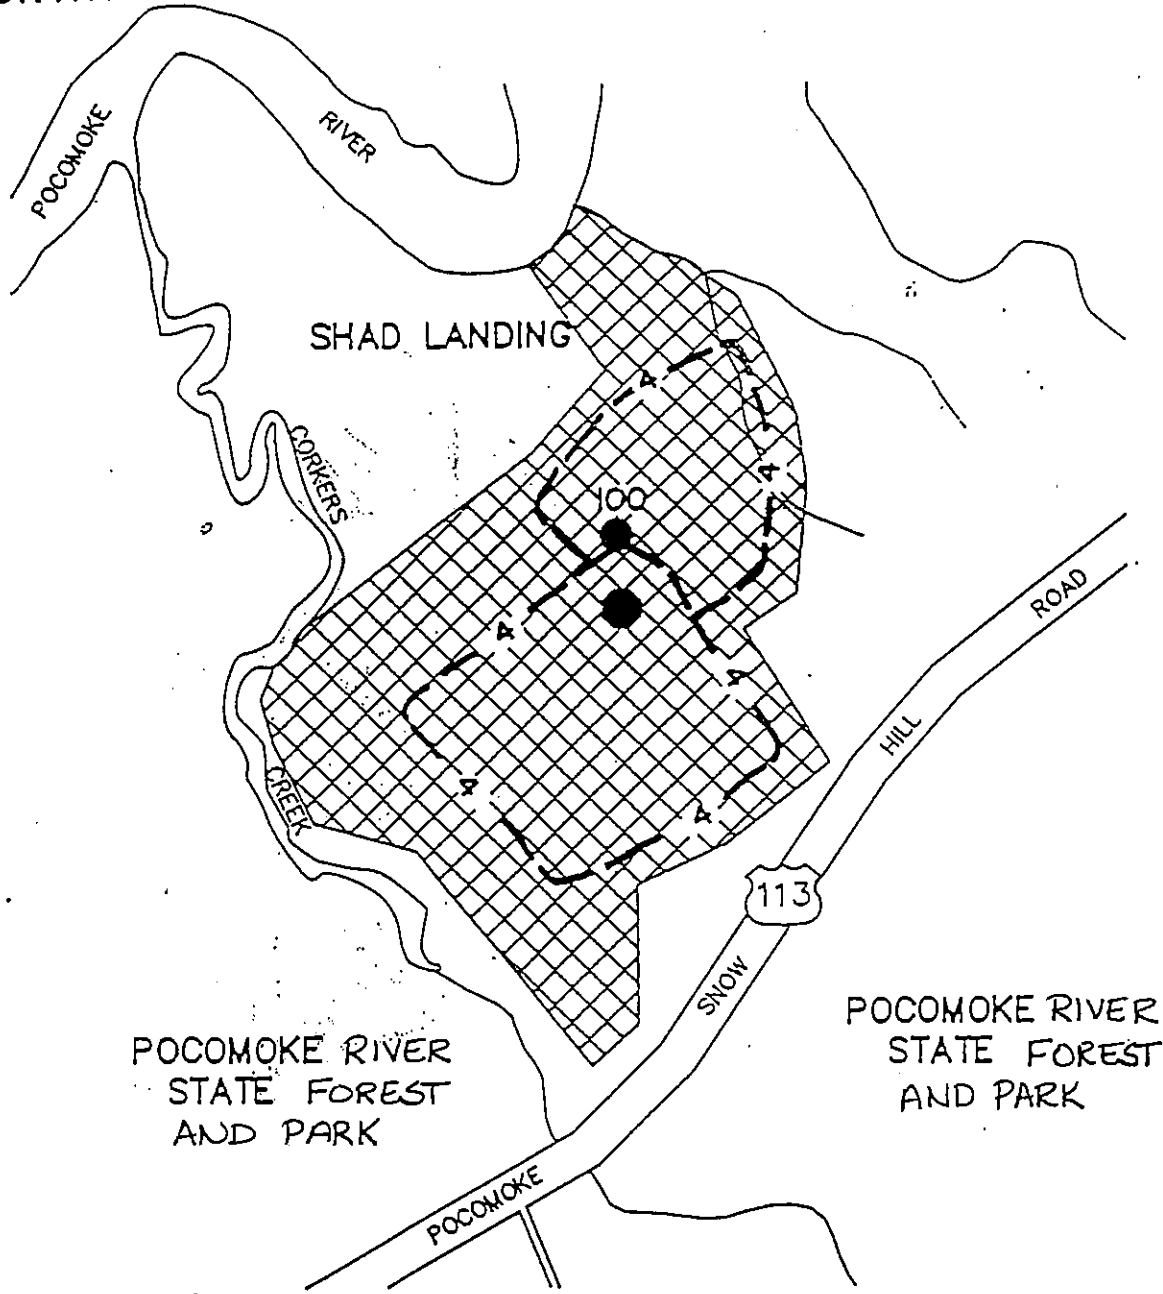 POCOMOKE
RIVER
SHAD LANDING
CORKERS
4
4
100
4
4
4
4
CREEK
ROAD
HILL
113
SNOW
POCOMOKE RIVER
STATE FOREST
AND PARK
POCOMOKE RIVER
STATE FOREST
AND PARK
POCOMOKE